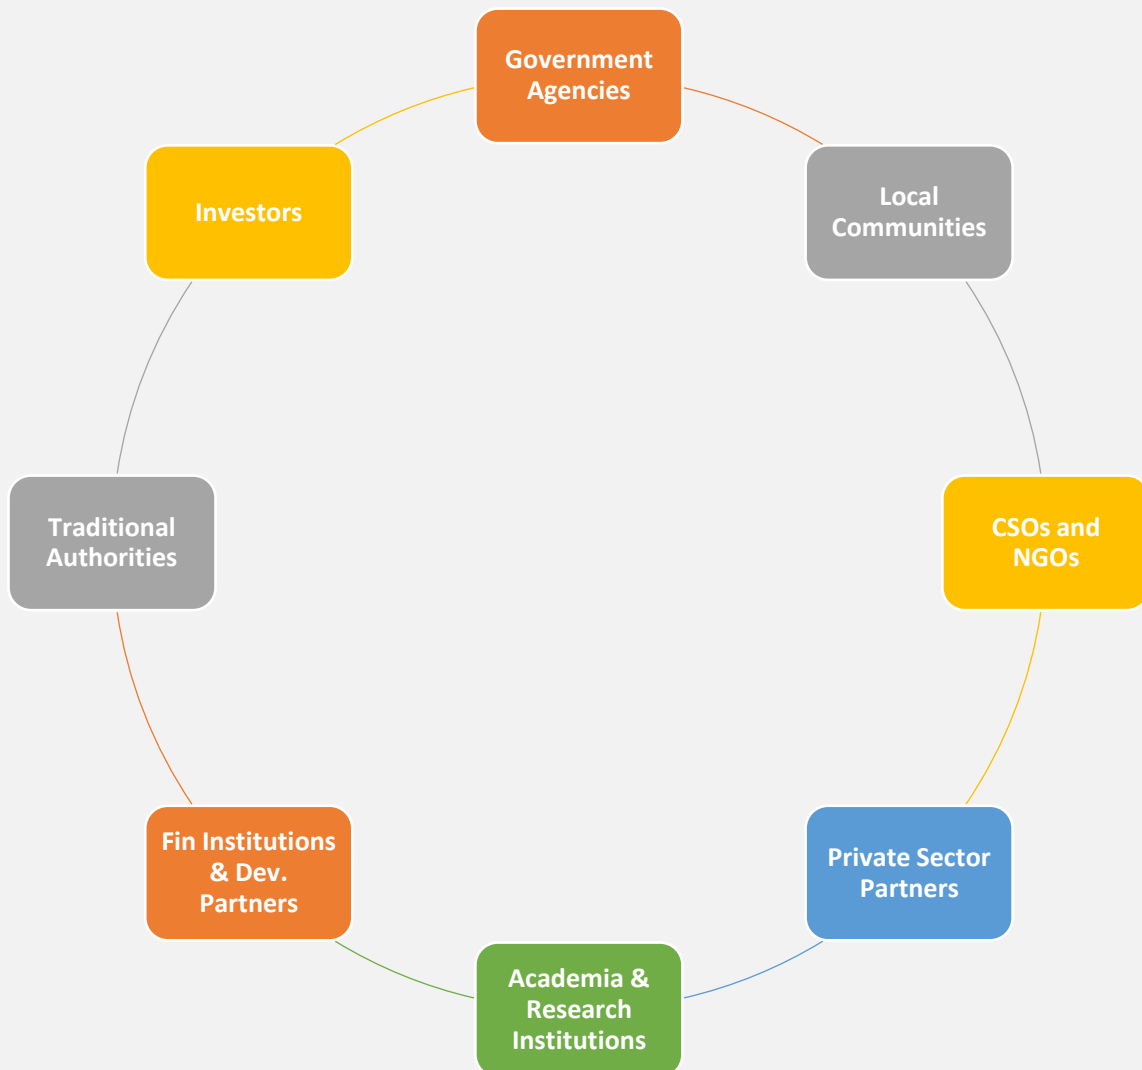 Government
Agencies
Local
Communities
CSOs and
NGOs
Private Sector
Partners
Academia &
Research
Institutions
Fin Institutions
& Dev.
Partners
Traditional
Authorities
Investors